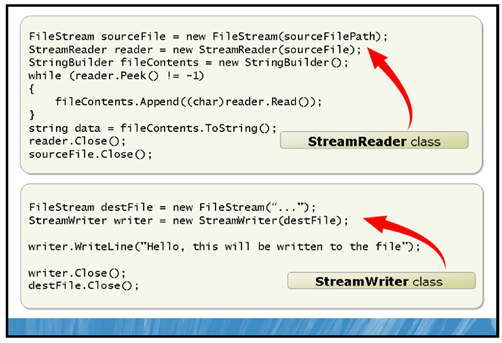 FileStream sourceFile = new FileStream(sourceFilePath);
StreamReader reader = new StreamReader(sourceFile);
StringBuilder fileContents = new StringBuilder();
while (reader.Peek() != -1)
{
    fileContents.Append((char)reader.Read());
}
string data = fileContents.ToString();
reader.Close();
sourceFile.Close();
StreamReader class
FileStream destFile = new FileStream(“...”);
StreamWriter writer = new StreamWriter(destFile);
writer.WriteLine("Hello, this will be written to the file");
writer.Close();
destFile.Close();
StreamWriter class